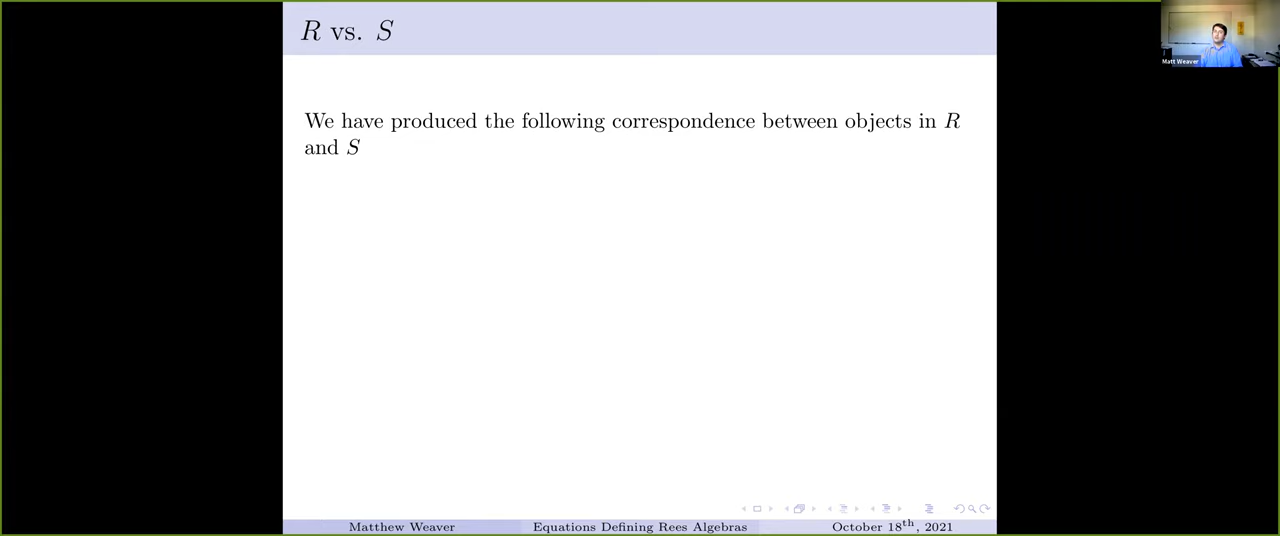 R vs. S
Matt Weaver
We have produced the following correspondence between objects in R
and S
Matthew Weaver
Equations Defining Rees Algebras
October 18th, 2021